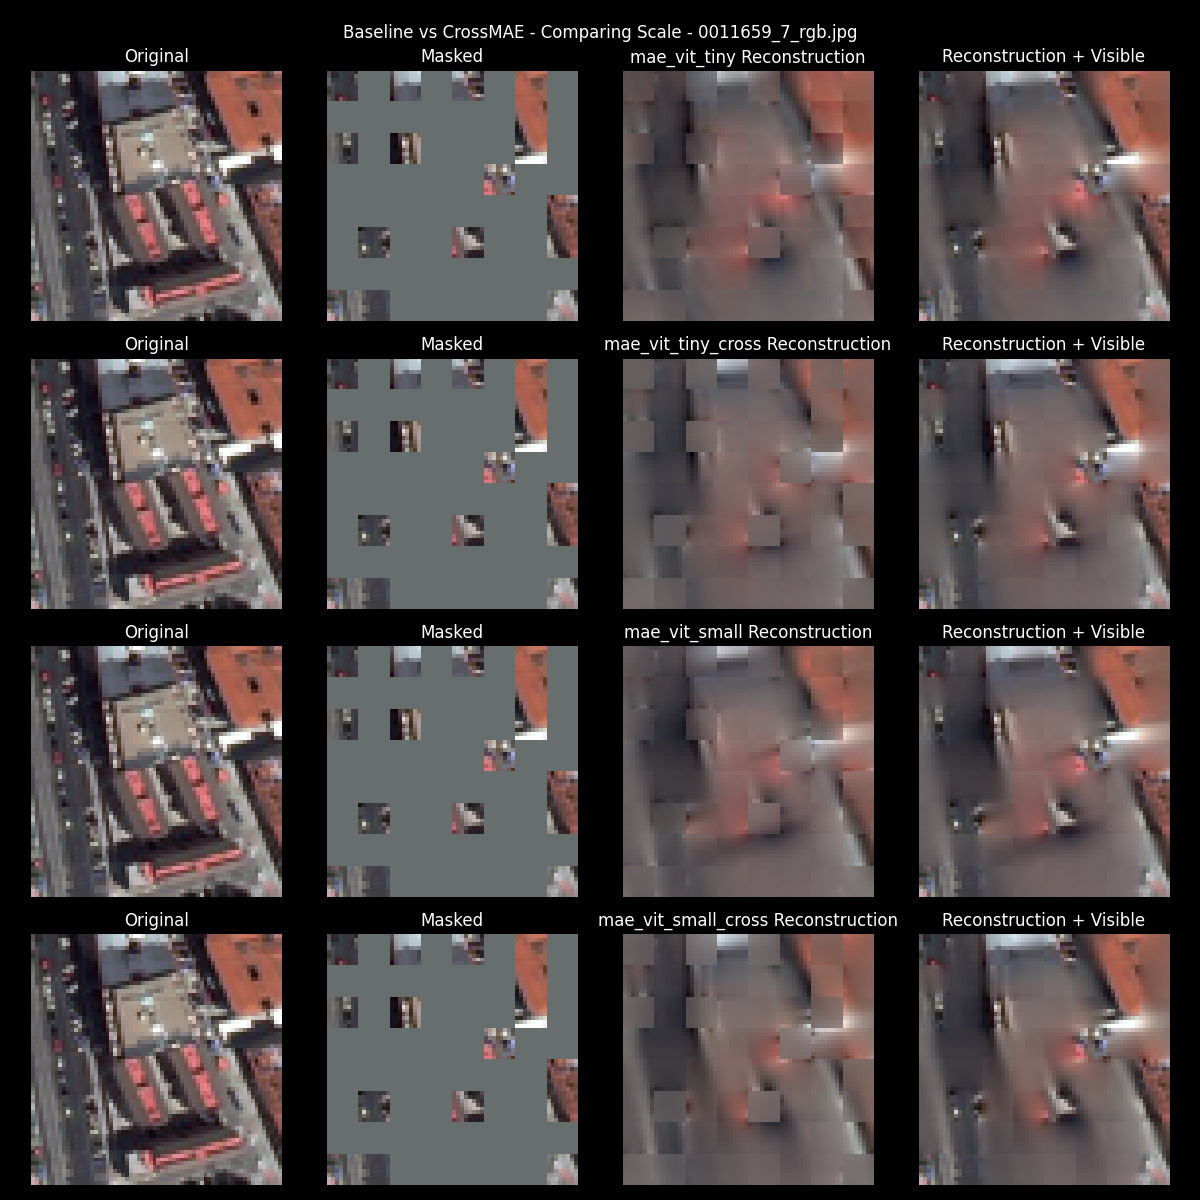 Baseline vs CrossMAE - Comparing Scale - 0011659_7_rgb.jpg
Original Masked mae_vit_tiny Reconstruction Reconstruction + Visible
Original Masked mae_vit_tiny_cross Reconstruction Reconstruction + Visible
Original Masked mae_vit_small Reconstruction Reconstruction + Visible
Original Masked mae_vit_small_cross Reconstruction Reconstruction + Visible